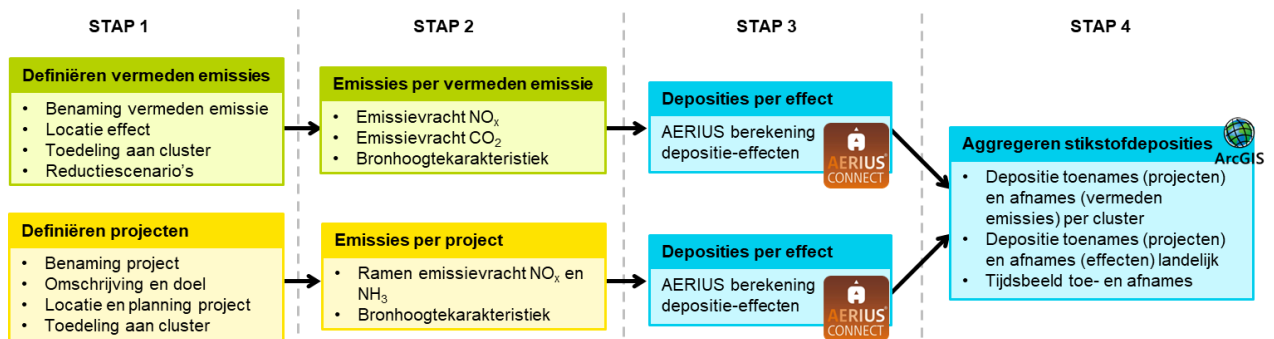 STAP 1
STAP 2
STAP 3
STAP 4
Definiëren vermeden emissies
• Benaming vermeden emissie
• Locatie effect
• Toedeling aan cluster
• Reductiescenario's
Emissies per vermeden emissie
• Emissievracht NOₓ
• Emissievracht CO₂
• Bronhoogtekarakteristiek
Deposities per effect
AERIUS berekening
depositie-effecten
AERIUS
CONNECT
Definiëren projecten
• Benaming project
• Omschrijving en doel
• Locatie en planning project
• Toedeling aan cluster
Emissies per project
• Ramen emissievracht NOₓ en
NH₃
• Bronhoogtekarakteristiek
Deposities per effect
AERIUS berekening
depositie-effecten
AERIUS
CONNECT
Aggregeren stikstofdeposities
ArcGIS
• Depositie toenames (projecten)
en afnames (vermeden
emissies) per cluster
• Depositie toenames (projecten)
en afnames (effecten) landelijk
• Tijdsbeeld toe- en afnames